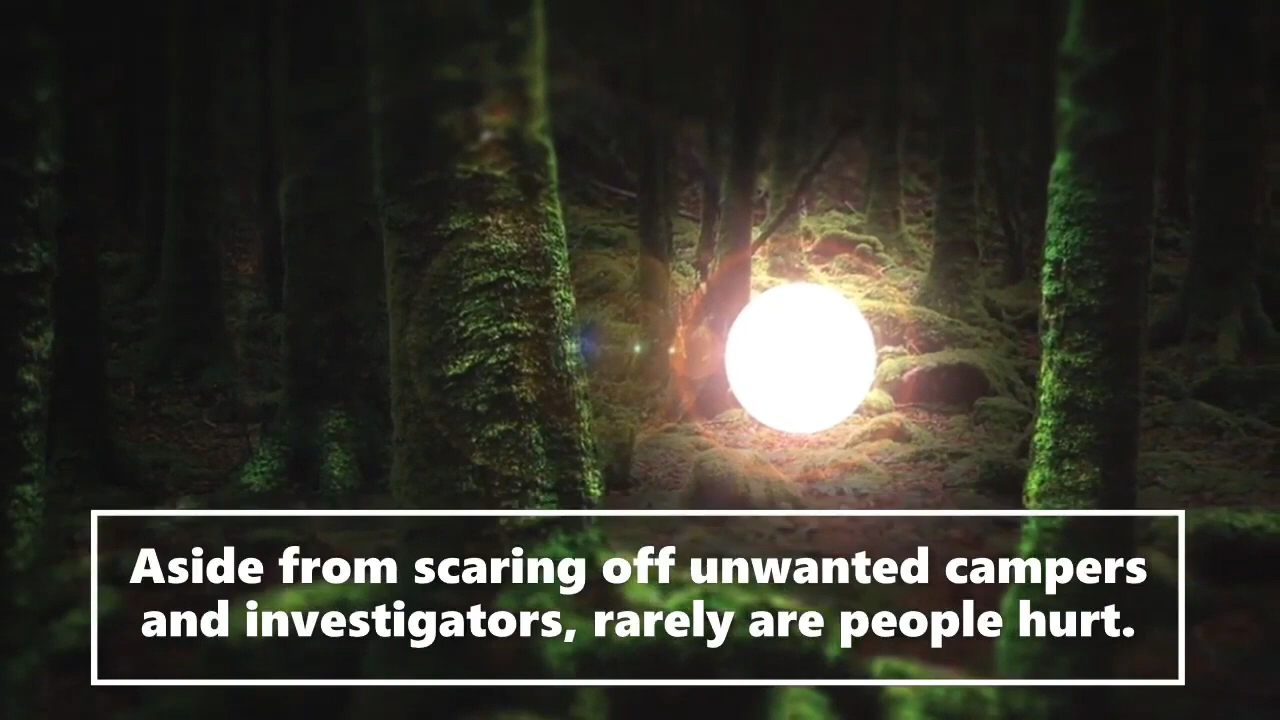 Aside from scaring off unwanted campers
and investigators, rarely are people hurt.